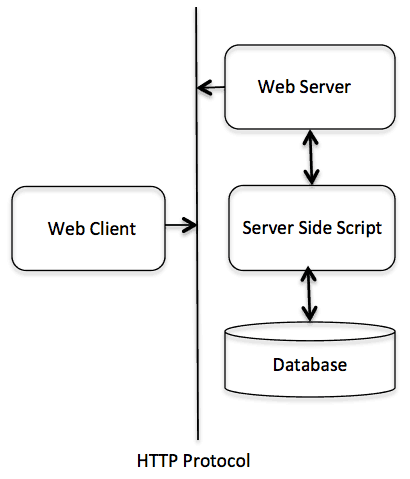 Web Server
Web Client
Server Side Script
Database
HTTP Protocol